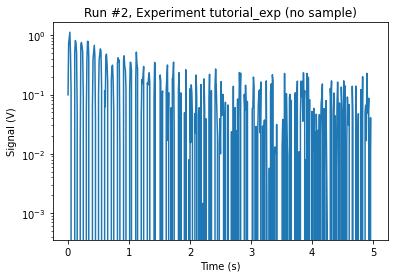 Run #2, Experiment tutorial_exp (no sample)
Signal (V)
10⁰
10⁻¹
10⁻²
10⁻³
0 1 2 3 4 5
Time (s)